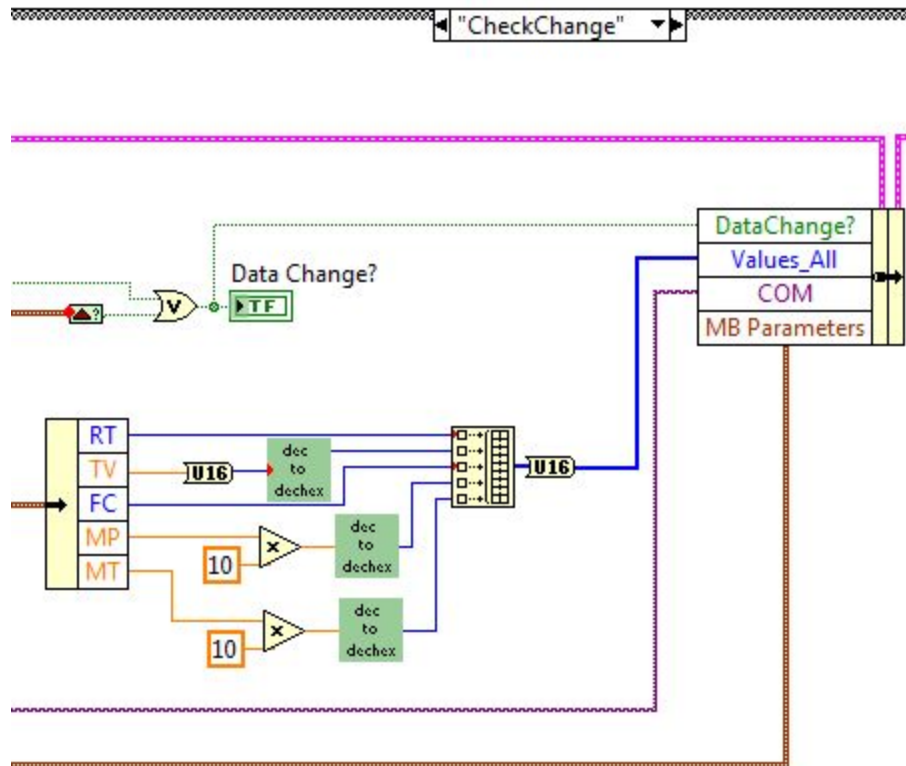 "CheckChange"
DataChange?
Values_All
COM
MB Parameters
Data Change?
V
?
TF
RT
TV
FC
MP
MT
U16
dec
to
dechex
U16
10
x
dec
to
dechex
10
x
dec
to
dechex